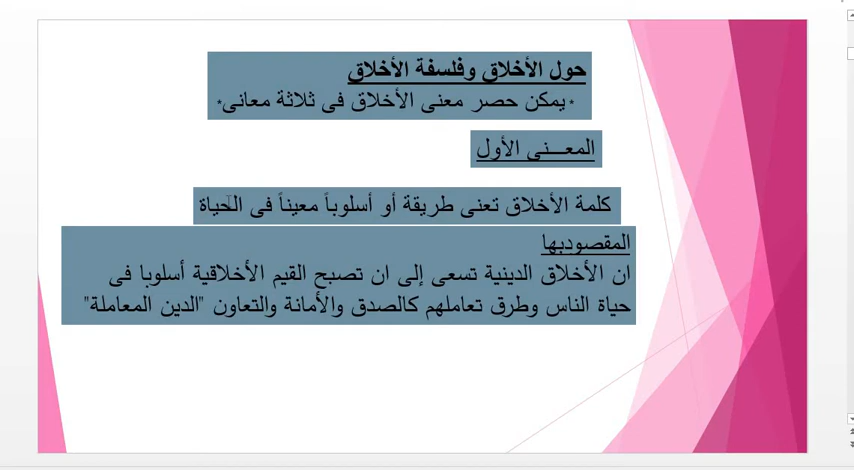 حول الأخلاق وفلسفة الأخلاق
*يمكن حصر معنى الأخلاق فى ثلاثة معانى*
المعـــنى الأول
كلمة الأخلاق تعنى طريقة أو أسلوباً معيناً فى الحياة
المقصودبها
ان الأخلاق الدينية تسعى إلى ان تصبح القيم الأخلاقية أسلوبا فى
حياة الناس وطرق تعاملهم كالصدق والأمانة والتعاون "الدين المعاملة"